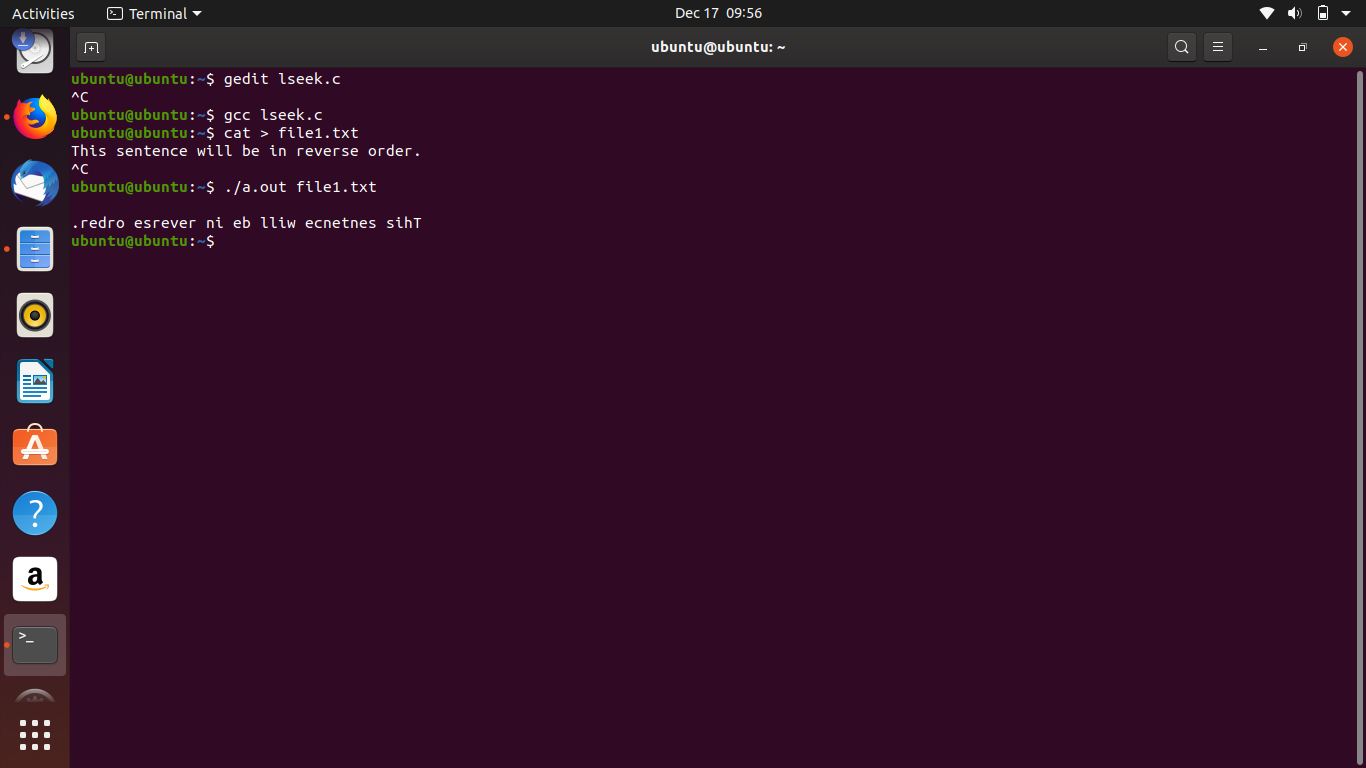 Activities Terminal Dec 17 09:56
ubuntu@ubuntu: ~
ubuntu@ubuntu:~$ gedit lseek.c
^C
ubuntu@ubuntu:~$ gcc lseek.c
ubuntu@ubuntu:~$ cat > file1.txt
This sentence will be in reverse order.
^C
ubuntu@ubuntu:~$ ./a.out file1.txt
.redro esrever ni eb lliw ecnetnes sihT
ubuntu@ubuntu:~$